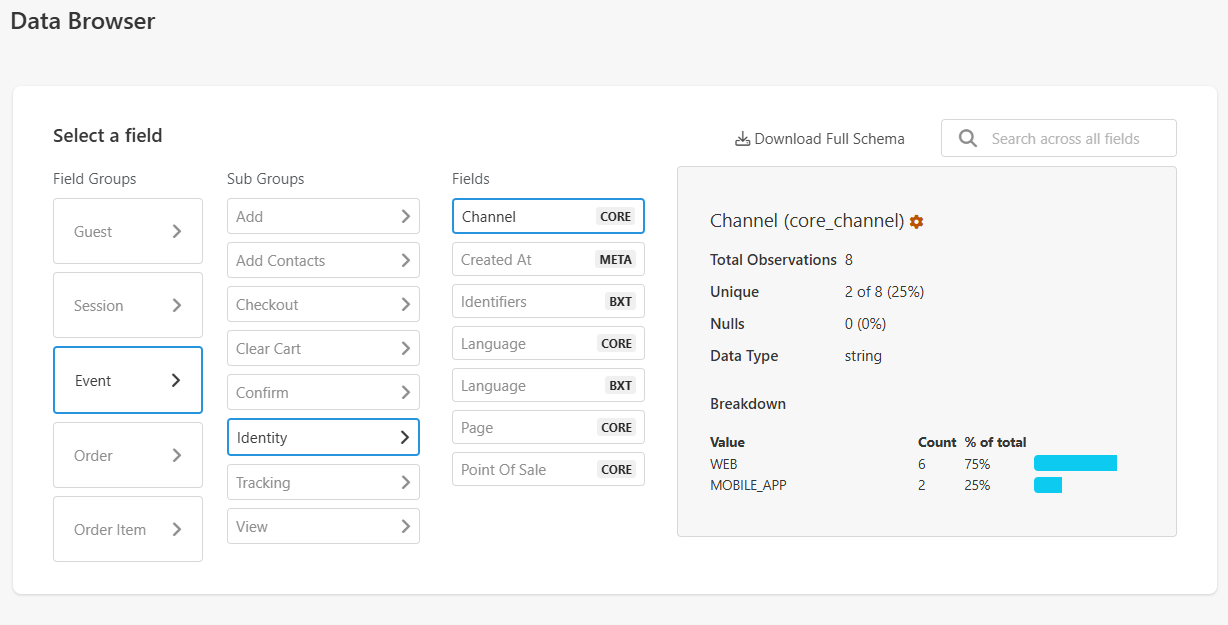 Data Browser
Select a field
Download Full Schema
Search across all fields
Field Groups
Guest
Session
Event
Order
Order Item
Sub Groups
Add
Add Contacts
Checkout
Clear Cart
Confirm
Identity
Tracking
View
Fields
Channel CORE
Created At META
Identifiers BXT
Language CORE
Language BXT
Page CORE
Point Of Sale CORE
Channel (core_channel)
Total Observations 8
Unique 2 of 8 (25%)
Nulls 0 (0%)
Data Type string
Breakdown
Value Count % of total
WEB 6 75%
MOBILE_APP 2 25%